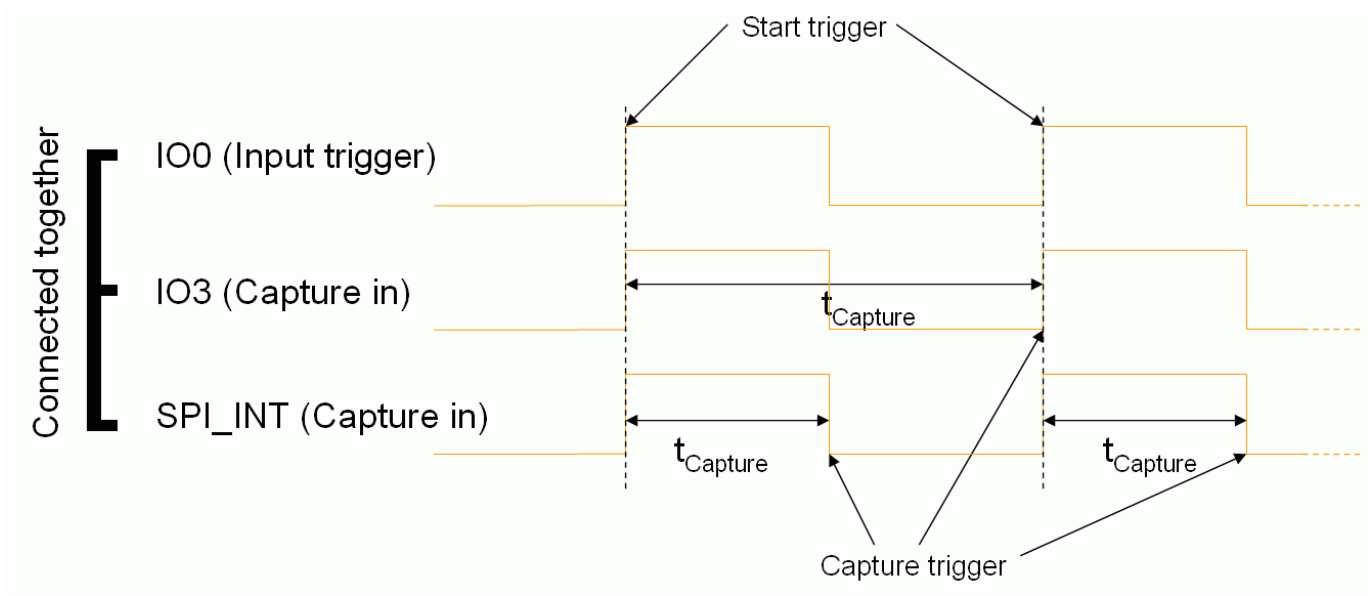 Start trigger
Connected together
IO0 (Input trigger)
IO3 (Capture in)
tCapture
SPI_INT (Capture in)
tCapture
tCapture
Capture trigger